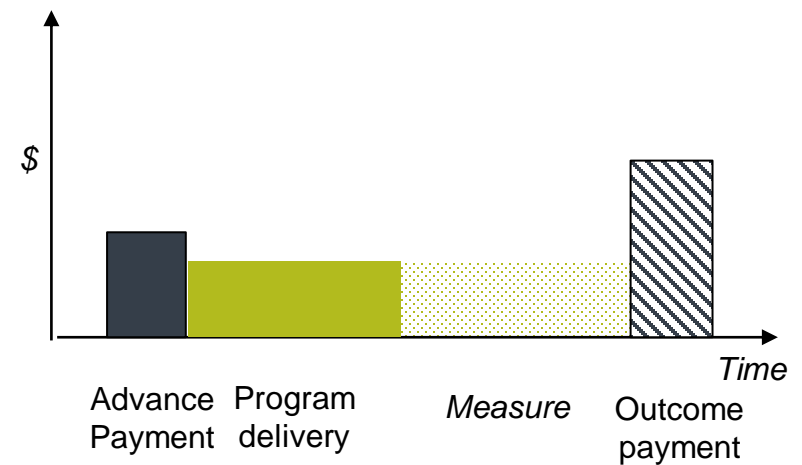 $
Time
Advance
Payment
Program
delivery
Measure
Outcome
payment